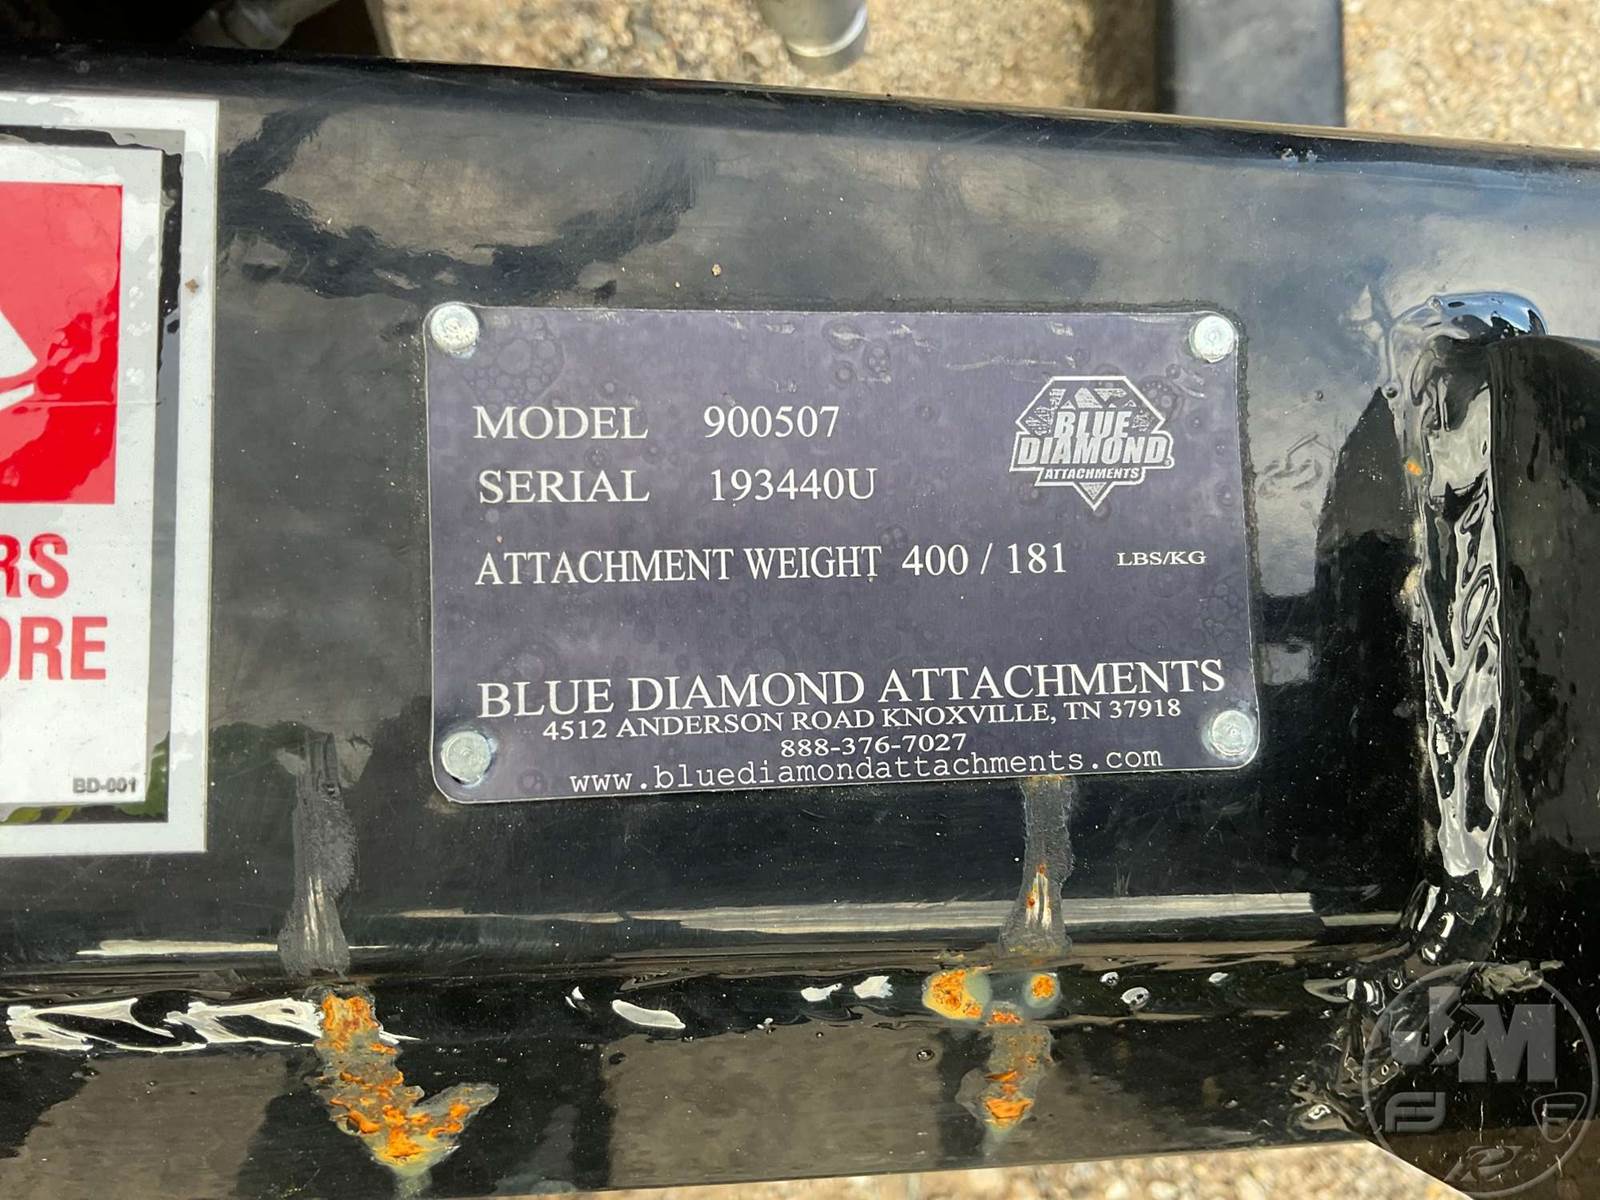 MODEL 900507
SERIAL 193440U
BLUE
DIAMOND
ATTACHMENTS
ATTACHMENT WEIGHT 400 / 181 LBS/KG
BLUE DIAMOND ATTACHMENTS
4512 ANDERSON ROAD KNOXVILLE, TN 37918
888-376-7027
www.bluediamondattachments.com
RS
ORE
BD-001
J&M